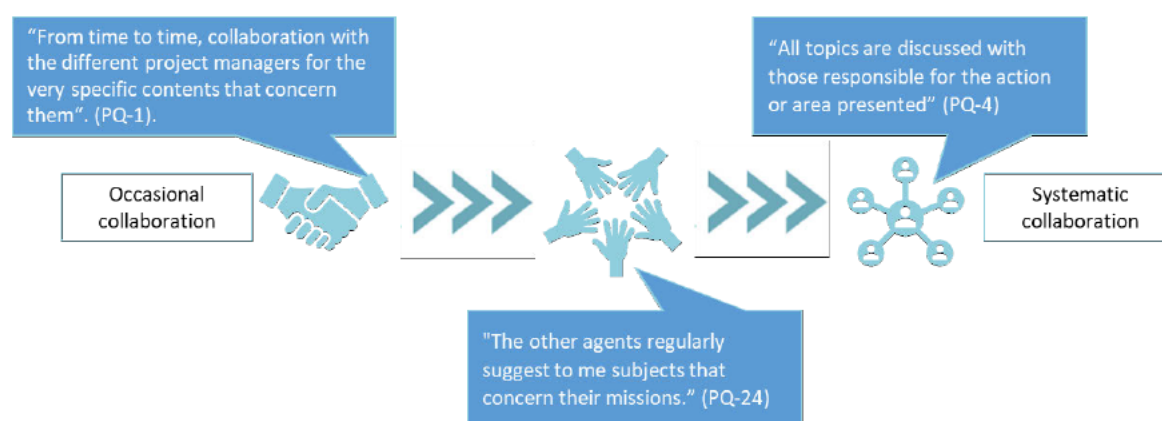 “From time to time, collaboration with
the different project managers for the
very specific contents that concern
them“. (PQ-1).
“All topics are discussed with
those responsible for the action
or area presented” (PQ-4)
Occasional
collaboration
Systematic
collaboration
"The other agents regularly
suggest to me subjects that
concern their missions.” (PQ-24)